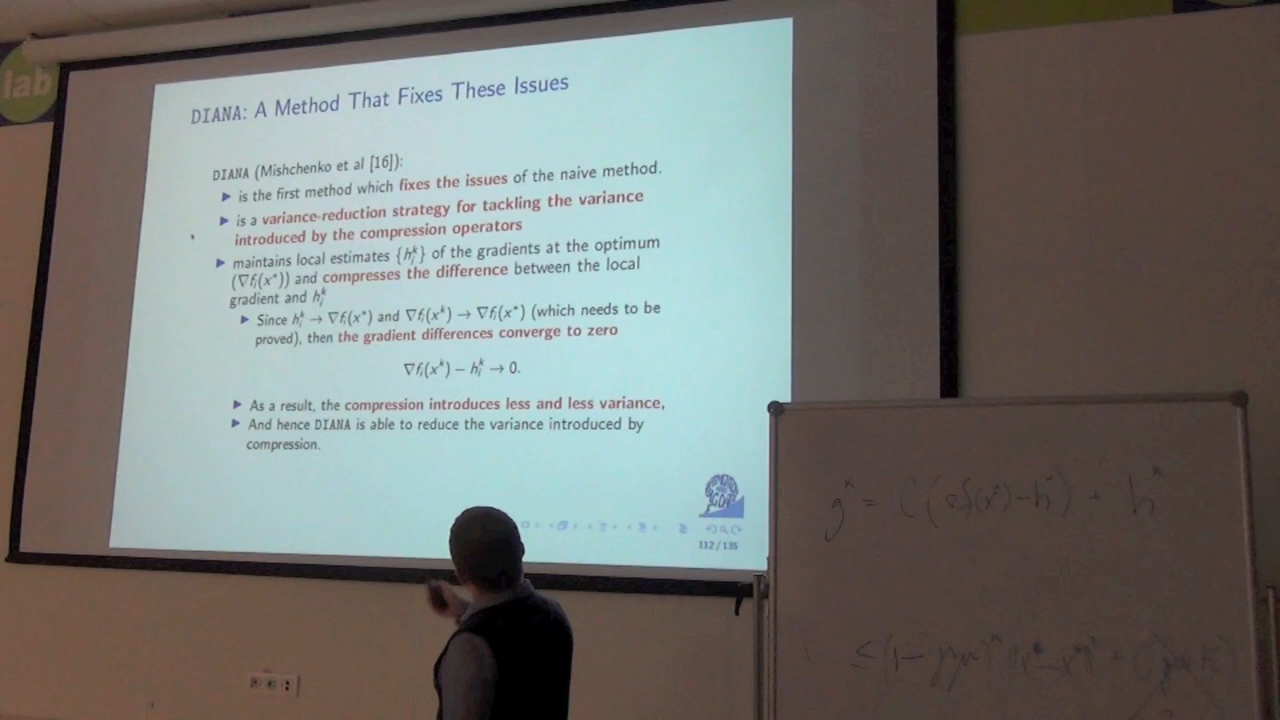 lab
DIANA: A Method That Fixes These Issues
DIANA (Mishchenko et al [16]):
▶ is the first method which fixes the issues of the naive method.
▶ is a variance-reduction strategy for tackling the variance
introduced by the compression operators
▶ maintains local estimates {h_i^k} of the gradients at the optimum
(∇f_i(x*)) and compresses the difference between the local
gradient and h_i^k
▶ Since h_i^k → ∇f_i(x*) and ∇f_i(x^k) → ∇f_i(x*) (which needs to be
proved), then the gradient differences converge to zero
∇f_i(x^k) − h_i^k → 0.
▶ As a result, the compression introduces less and less variance,
▶ And hence DIANA is able to reduce the variance introduced by
compression.
112 / 135
g^k = C(∇f(x^k) − h^k) + h^k